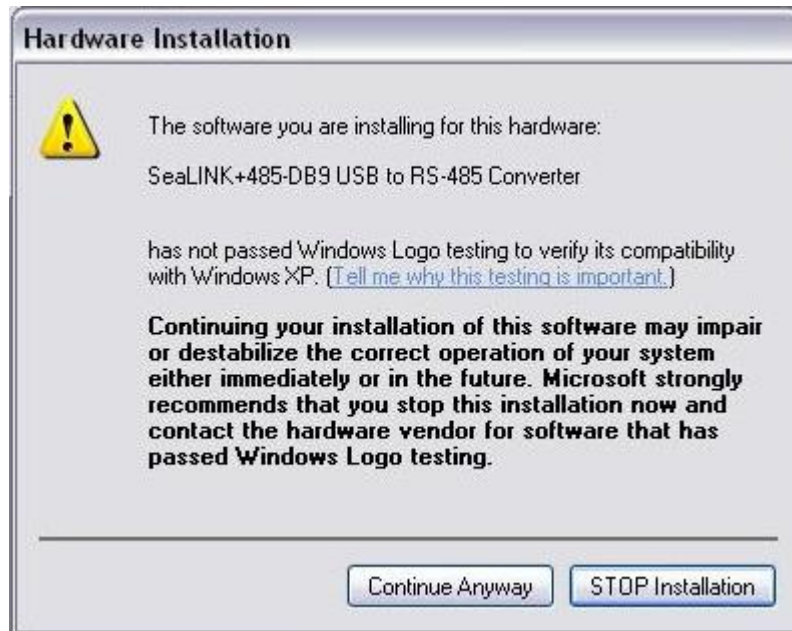 Hardware Installation
The software you are installing for this hardware:
SeaLINK+485-DB9 USB to RS-485 Converter
has not passed Windows Logo testing to verify its compatibility
with Windows XP. (Tell me why this testing is important.)
Continuing your installation of this software may impair
or destabilize the correct operation of your system
either immediately or in the future. Microsoft strongly
recommends that you stop this installation now and
contact the hardware vendor for software that has
passed Windows Logo testing.
Continue Anyway
STOP Installation